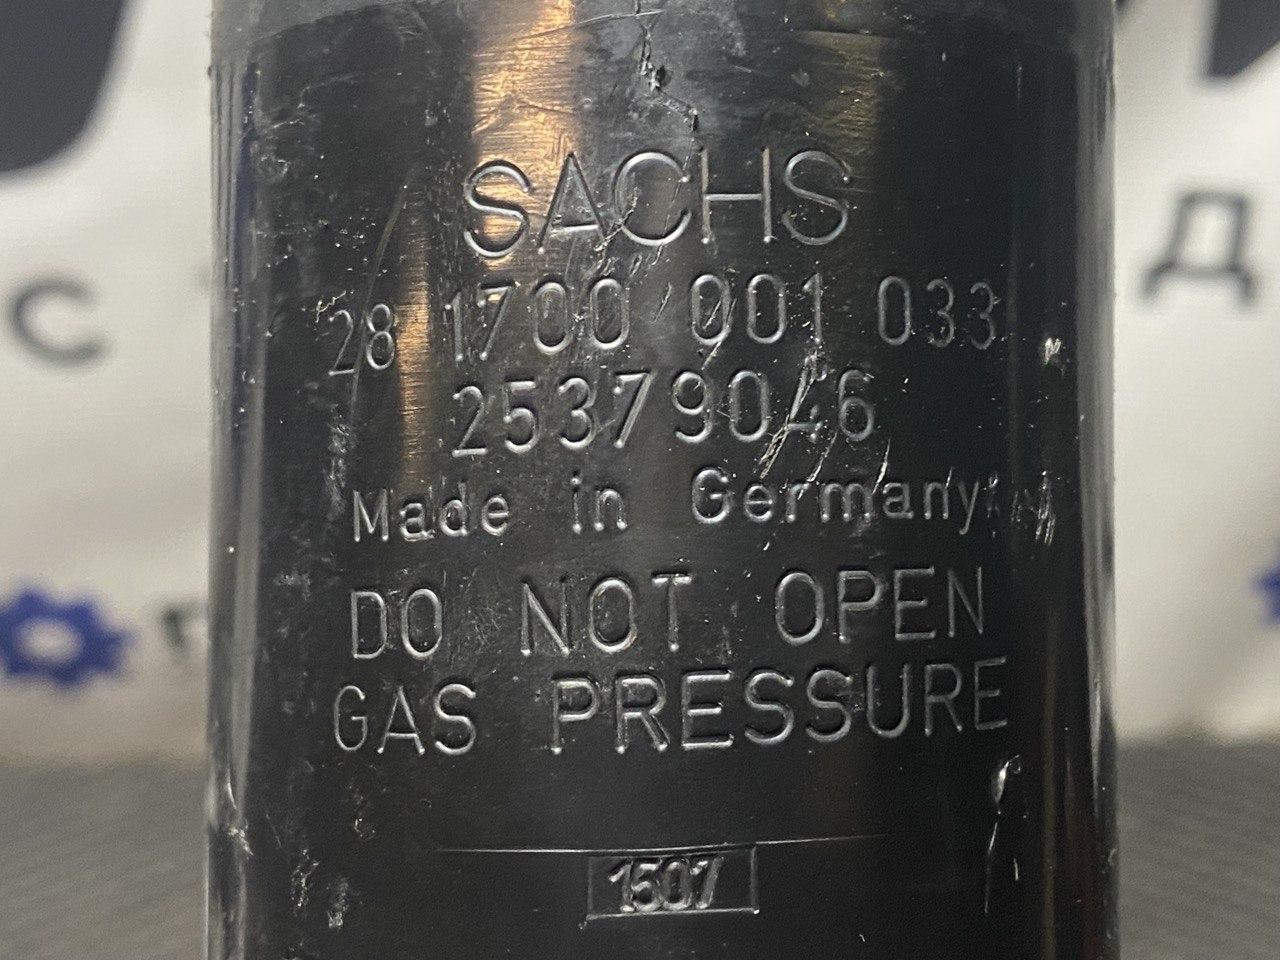 SACHS
28 1700 001 033
25379046
Made in Germany
DO NOT OPEN
GAS PRESSURE
1507
С
Д